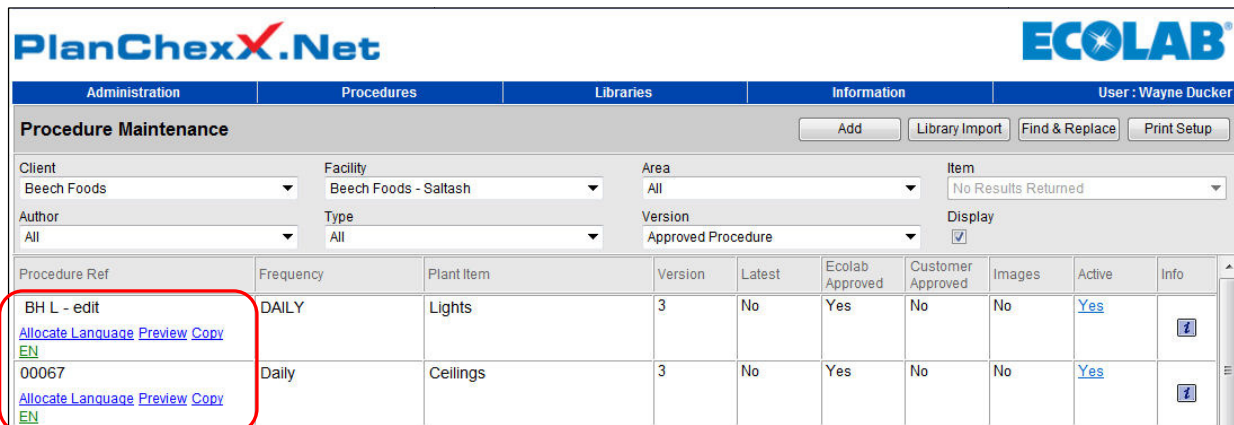 PlanChexX.Net
ECOLAB®
Administration Procedures Libraries Information User : Wayne Ducker
Procedure Maintenance Add Library Import Find & Replace Print Setup
Client Facility Area Item
Beech Foods Beech Foods - Saltash All No Results Returned
Author Type Version Display
All All Approved Procedure
Procedure Ref Frequency Plant Item Version Latest Ecolab Approved Customer Approved Images Active Info
BH L - edit DAILY Lights 3 No Yes No No Yes i
Allocate Language Preview Copy
EN
00067 Daily Ceilings 3 No Yes No No Yes i
Allocate Language Preview Copy
EN